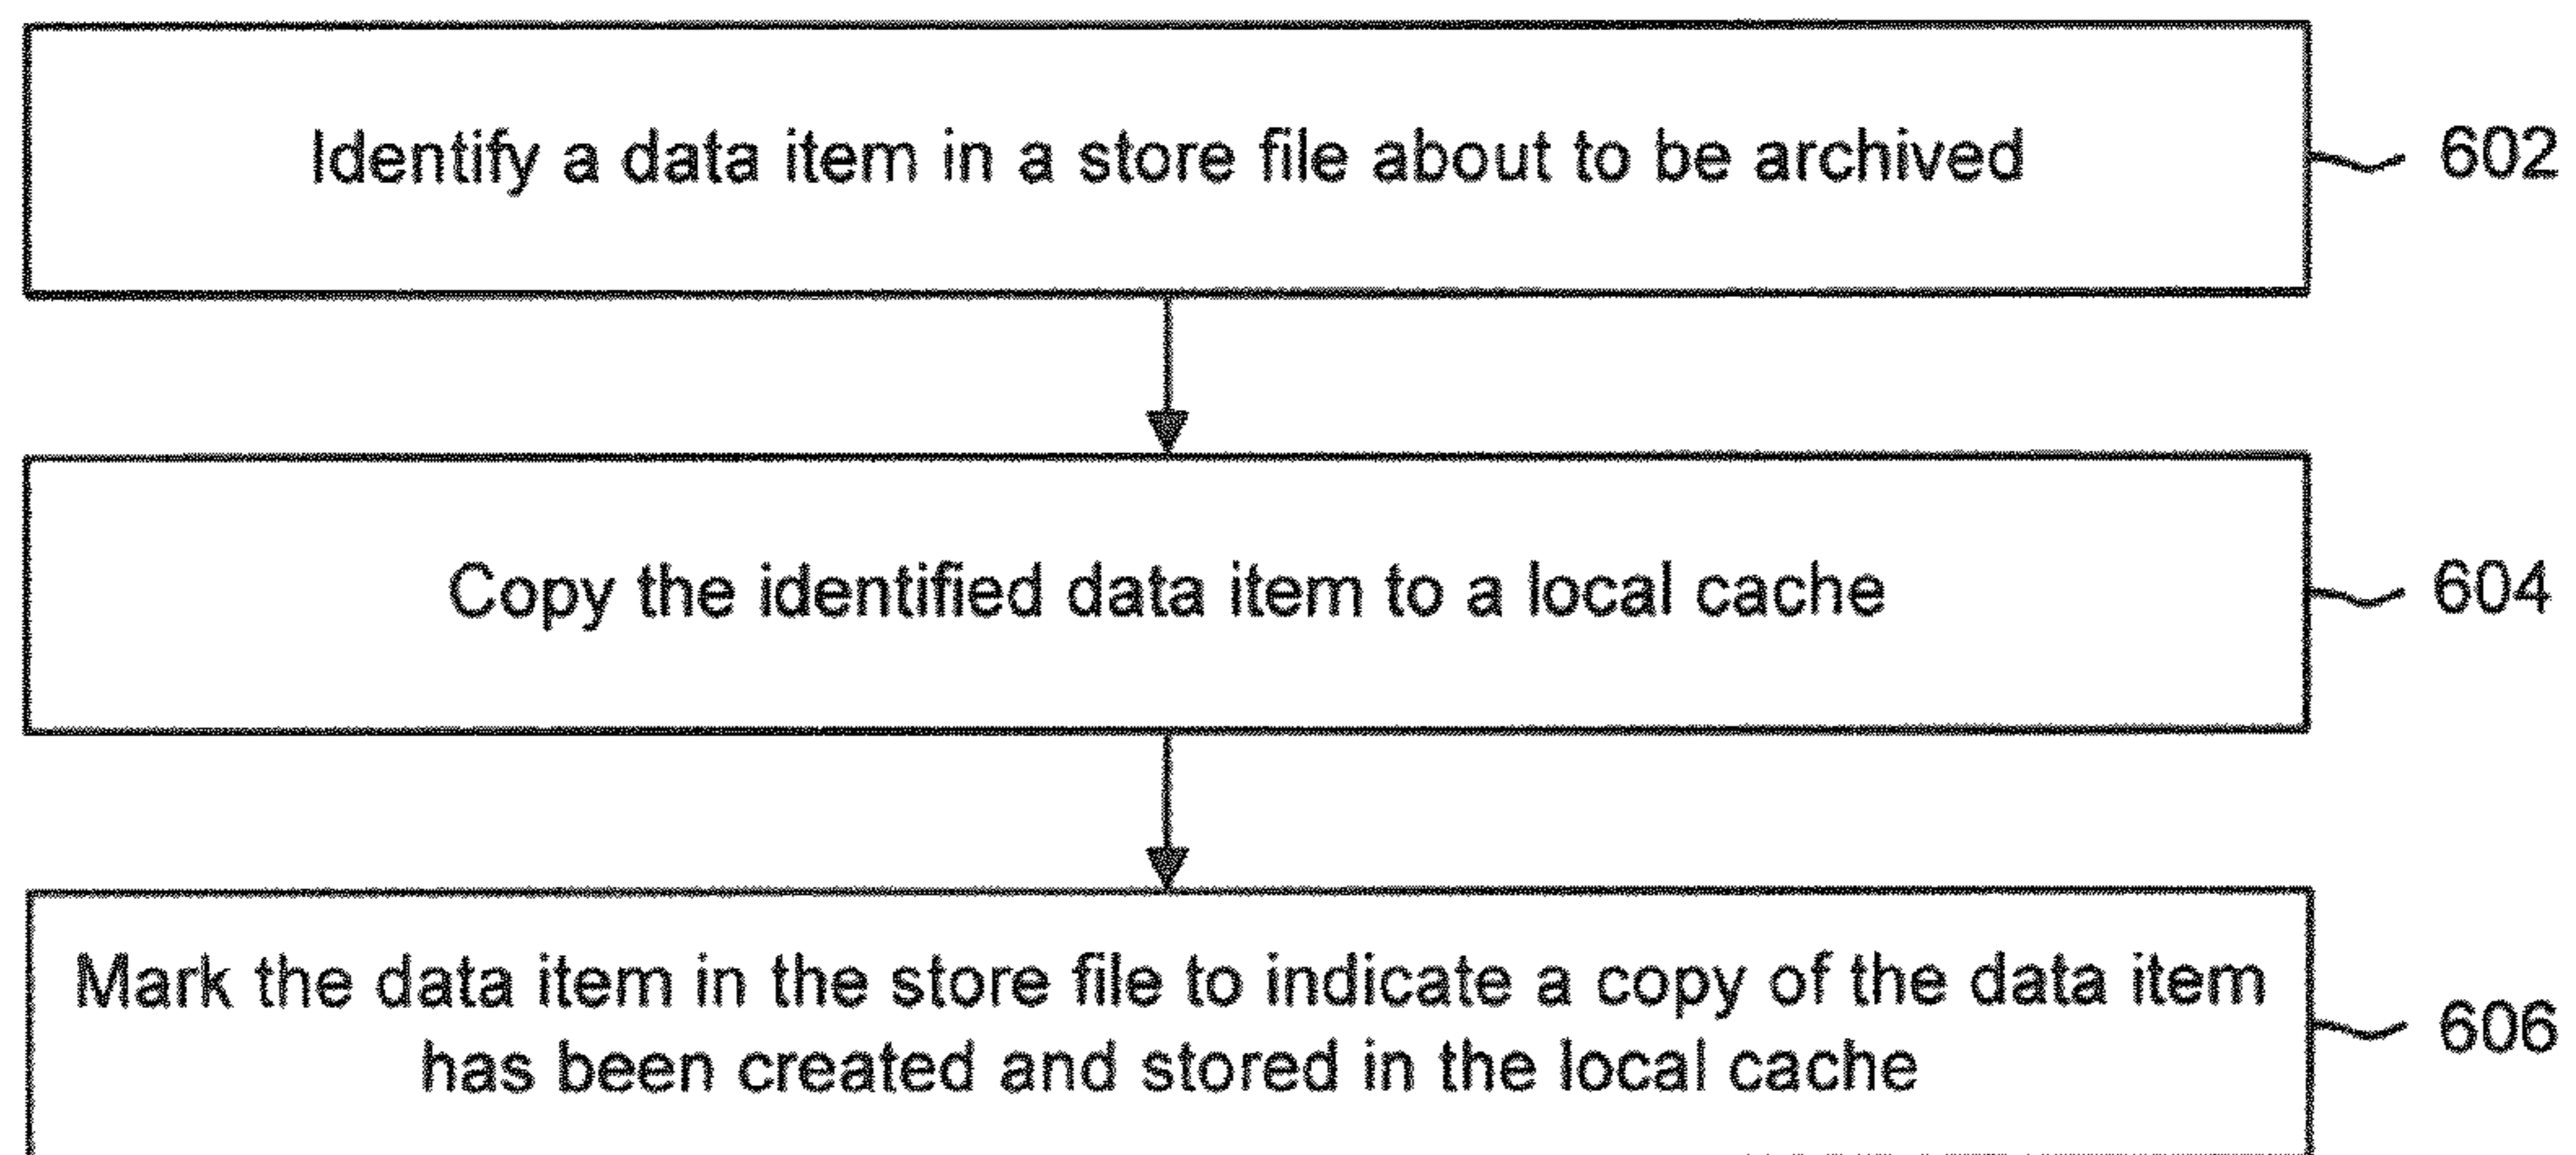 Identify a data item in a store file about to be archived
602
Copy the identified data item to a local cache
604
Mark the data item in the store file to indicate a copy of the data item
has been created and stored in the local cache
606